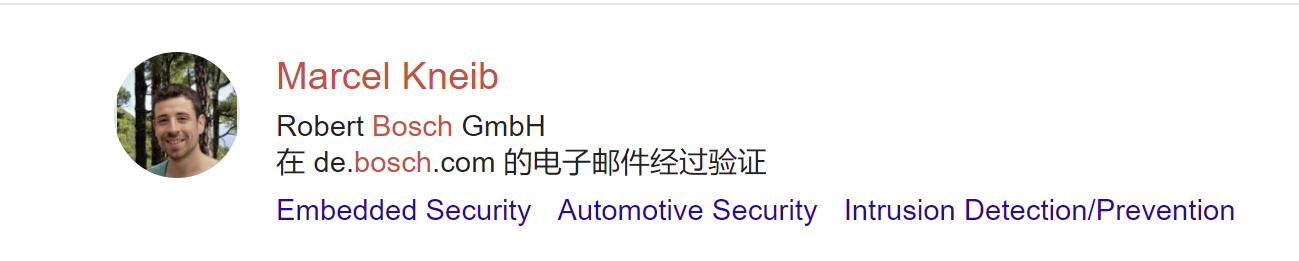 Marcel Kneib
Robert Bosch GmbH
在 de.bosch.com 的电子邮件经过验证
Embedded Security Automotive Security Intrusion Detection/Prevention